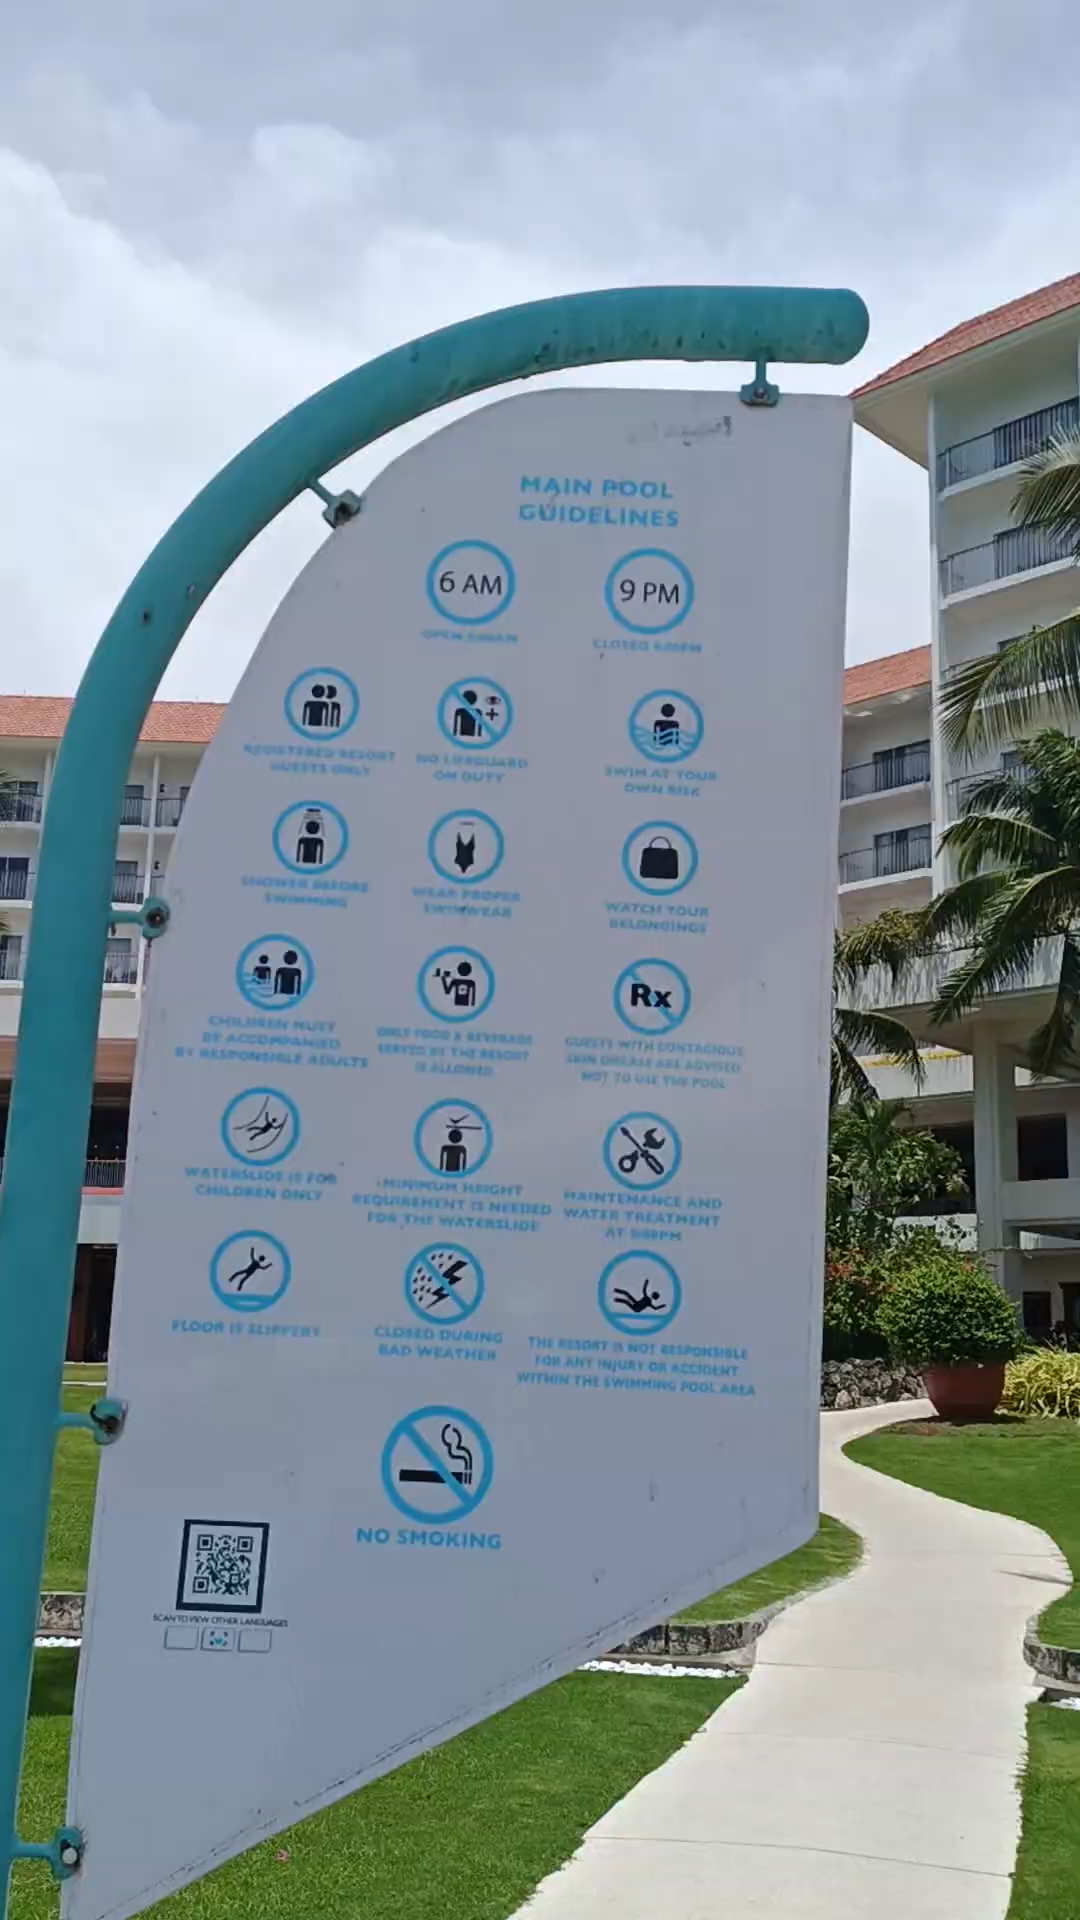 MAIN POOL
GUIDELINES
6 AM
9 PM
OPEN
CLOSED
REGISTERED RESORT
GUESTS ONLY
NO LIFEGUARD
ON DUTY
SWIM AT YOUR
OWN RISK
SHOWER BEFORE
SWIMMING
WEAR PROPER
SWIMWEAR
WATCH YOUR
BELONGINGS
CHILDREN MUST
BE ACCOMPANIED
BY RESPONSIBLE ADULTS
ONLY FOOD & BEVERAGE
SERVED BY THE RESORT
IS ALLOWED
Rx
GUESTS WITH CONTAGIOUS
SKIN DISEASE ARE ADVISED
NOT TO USE THE POOL
WATERSLIDE IS FOR
CHILDREN ONLY
MINIMUM HEIGHT
REQUIREMENT IS NEEDED
FOR THE WATERSLIDE
MAINTENANCE AND
WATER TREATMENT
AT
FLOOR IS SLIPPERY
CLOSED DURING
BAD WEATHER
THE RESORT IS NOT RESPONSIBLE
FOR ANY INJURY OR ACCIDENT
WITHIN THE SWIMMING POOL AREA
NO SMOKING
SCAN TO VIEW OTHER LANGUAGES